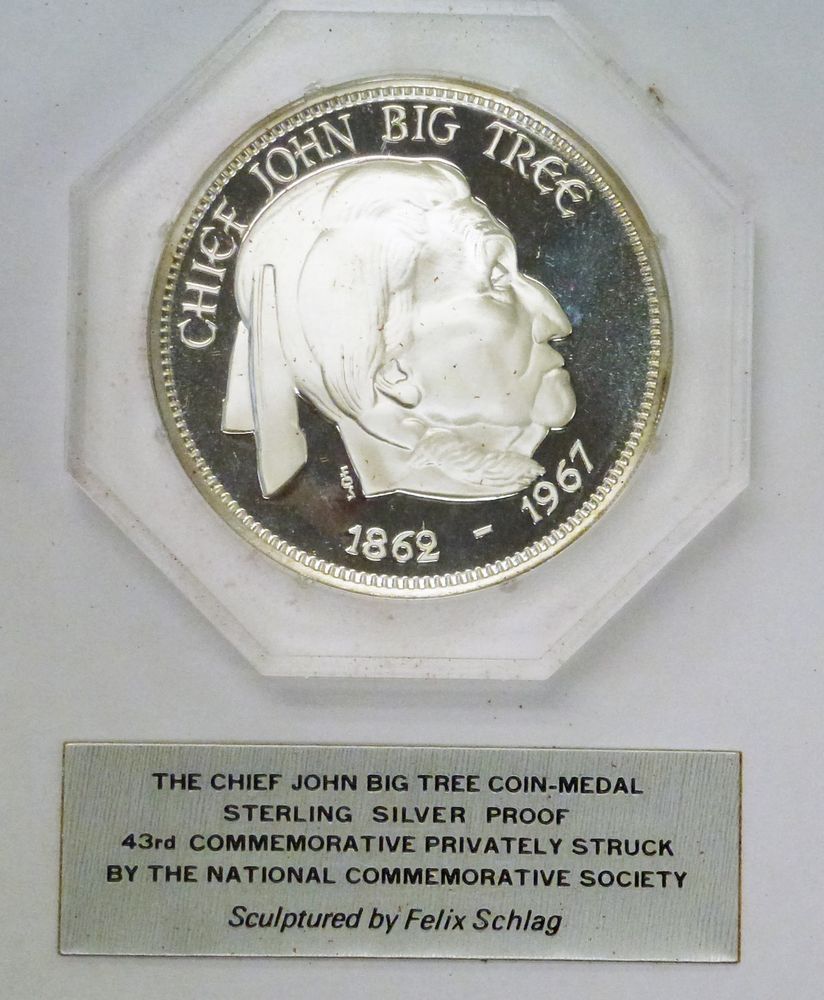 CHIEF JOHN BIG TREE
1862 - 1967
THE CHIEF JOHN BIG TREE COIN-MEDAL
STERLING SILVER PROOF
43rd COMMEMORATIVE PRIVATELY STRUCK
BY THE NATIONAL COMMEMORATIVE SOCIETY
Sculptured by Felix Schlag